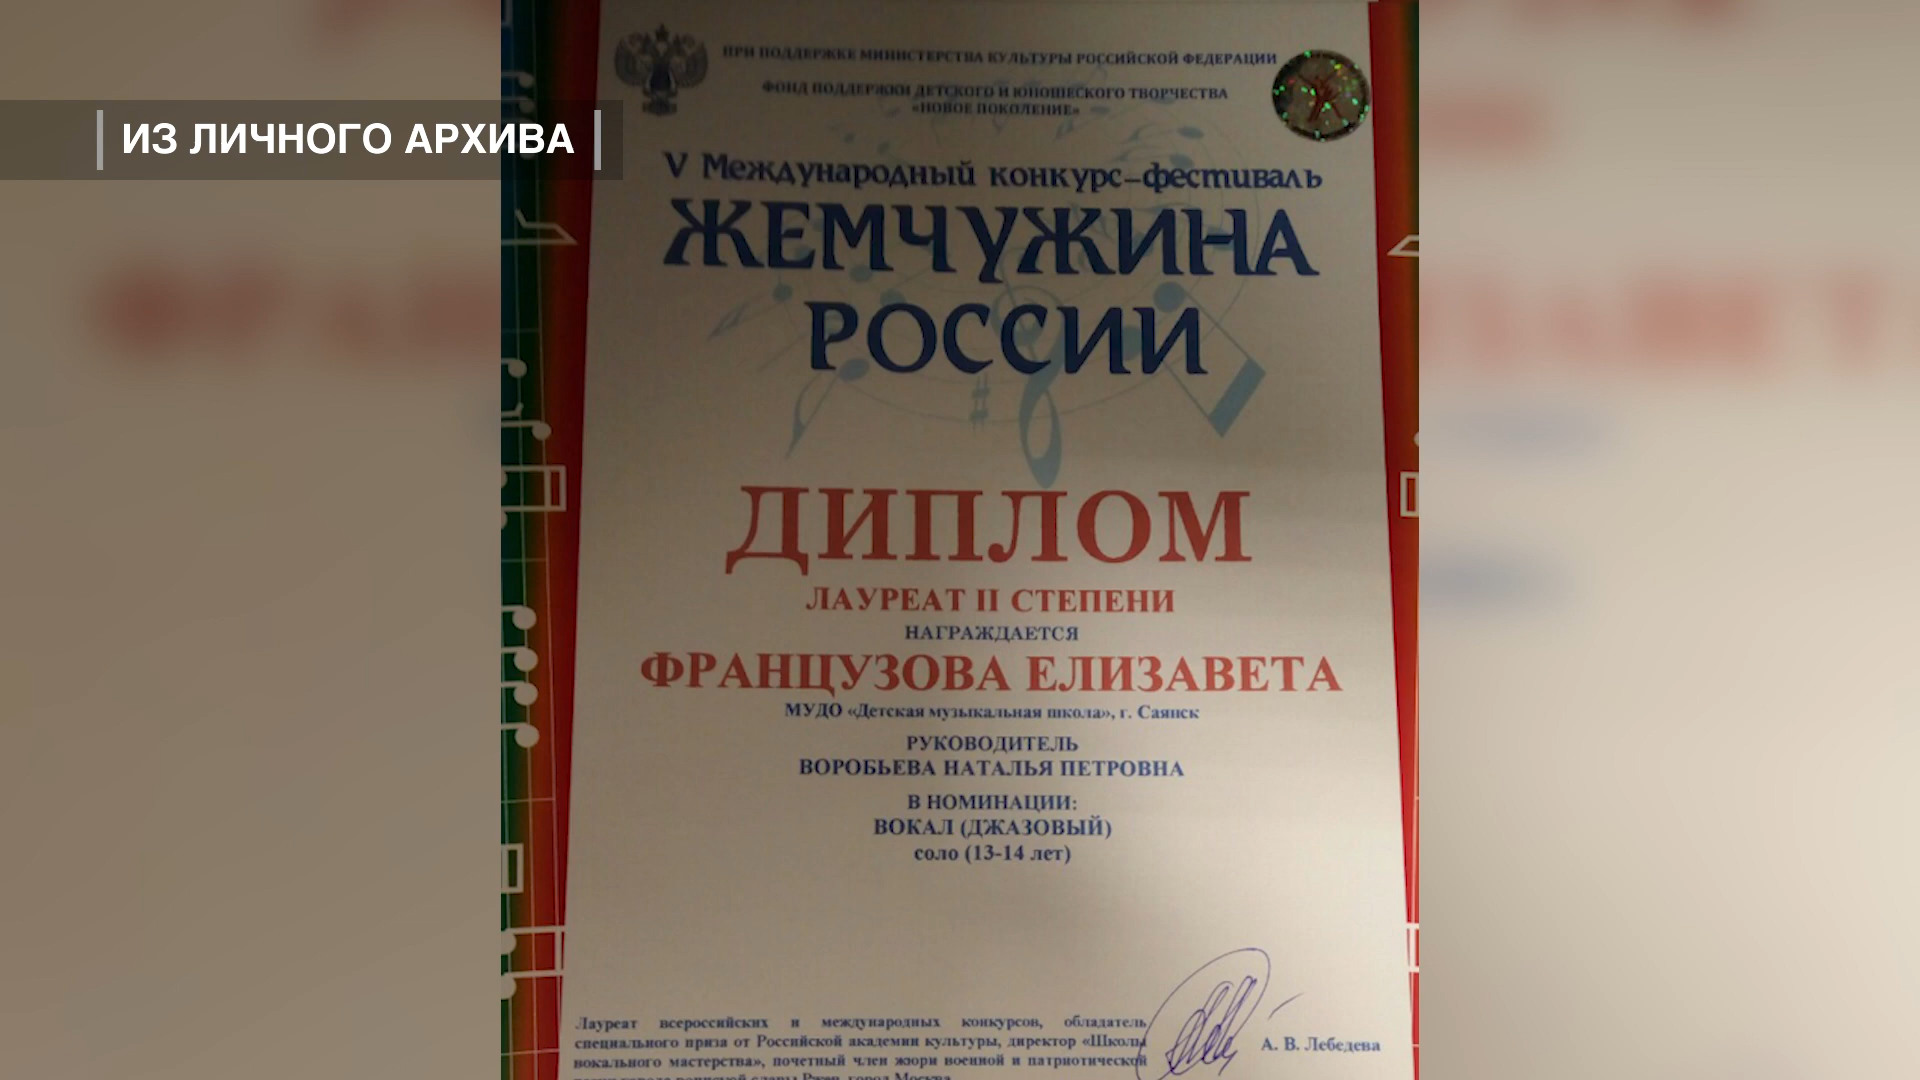 ИЗ ЛИЧНОГО АРХИВА
ПРИ ПОДДЕРЖКЕ МИНИСТЕРСТВА КУЛЬТУРЫ РОССИЙСКОЙ ФЕДЕРАЦИИ
ФОНД ПОДДЕРЖКИ ДЕТСКОГО И ЮНОШЕСКОГО ТВОРЧЕСТВА
«НОВОЕ ПОКОЛЕНИЕ»
V Международный конкурс-фестиваль
ЖЕМЧУЖИНА
РОССИИ
ДИПЛОМ
ЛАУРЕАТ II СТЕПЕНИ
НАГРАЖДАЕТСЯ
ФРАНЦУЗОВА ЕЛИЗАВЕТА
МУДО «Детская музыкальная школа», г. Саянск
РУКОВОДИТЕЛЬ
ВОРОБЬЕВА НАТАЛЬЯ ПЕТРОВНА
В НОМИНАЦИИ:
ВОКАЛ (ДЖАЗОВЫЙ)
соло (13-14 лет)
Лауреат всероссийских и международных конкурсов, обладатель
специального приза от Российской академии культуры, директор «Школы
вокального мастерства», почетный член жюри военной и патриотической
А. В. Лебедева